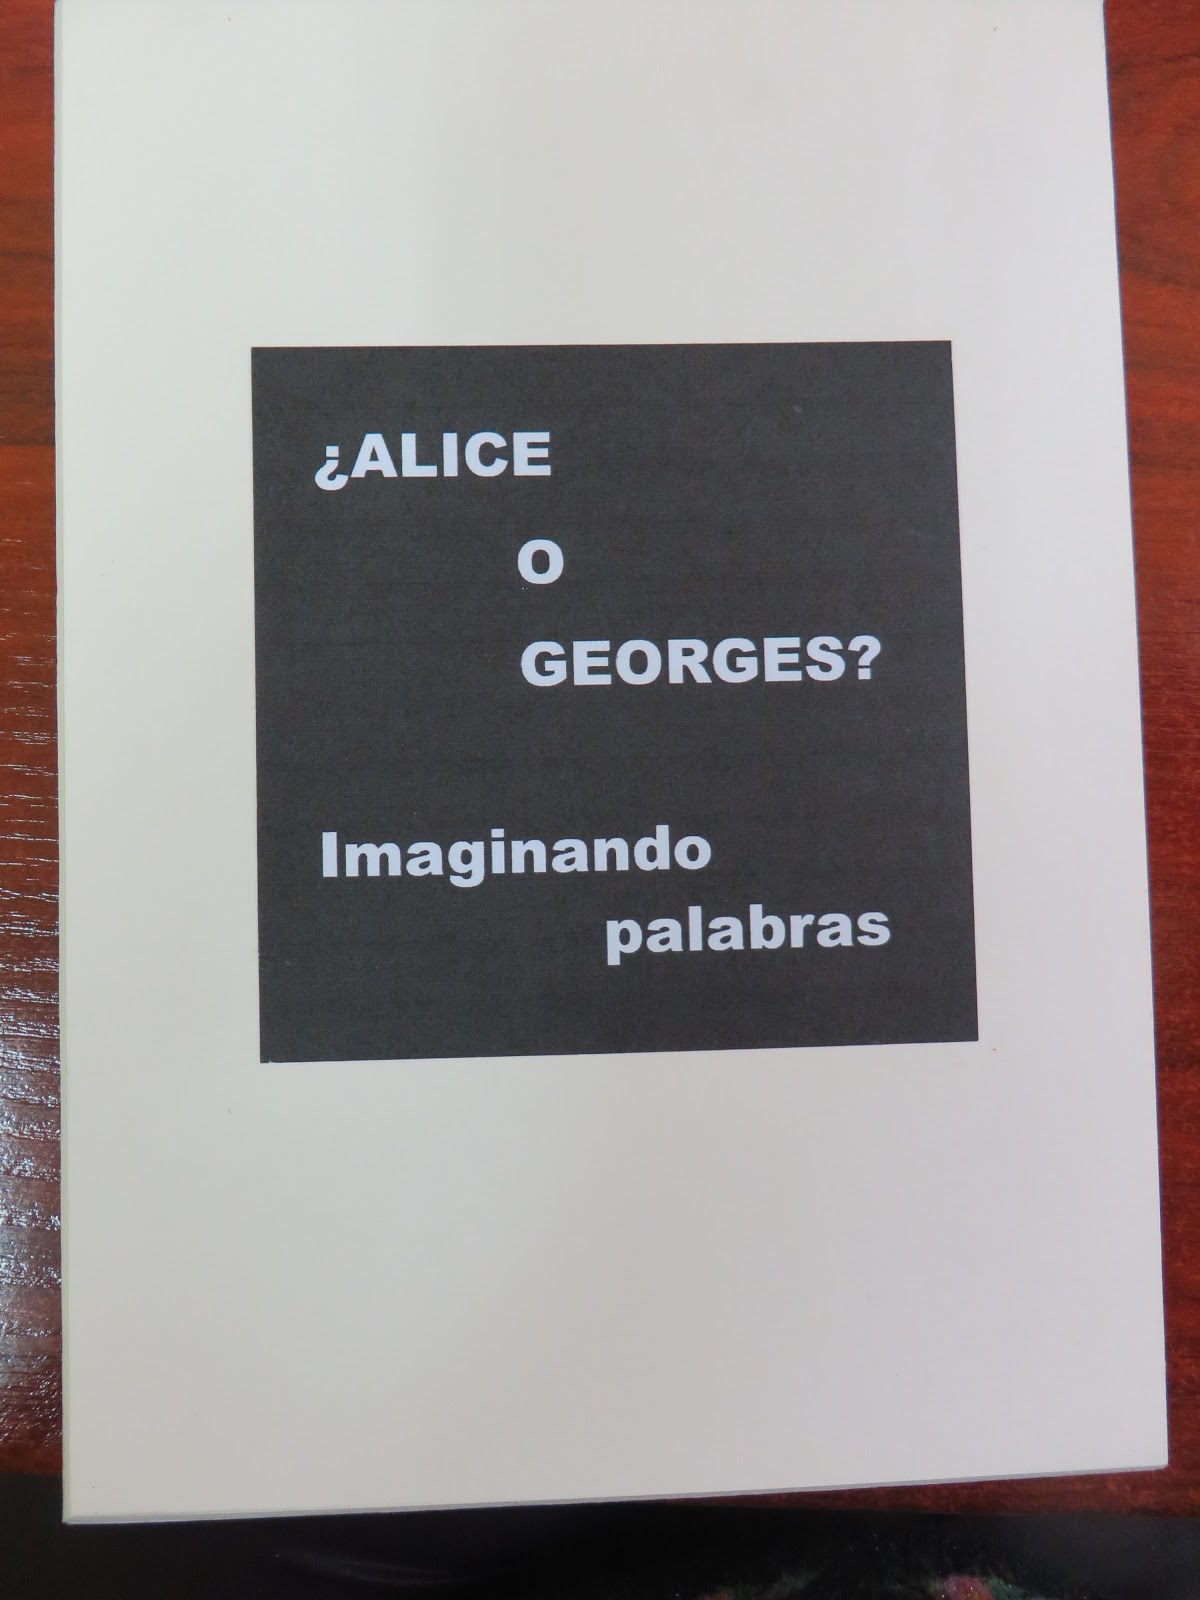 ¿ALICE
O
GEORGES?
Imaginando
palabras